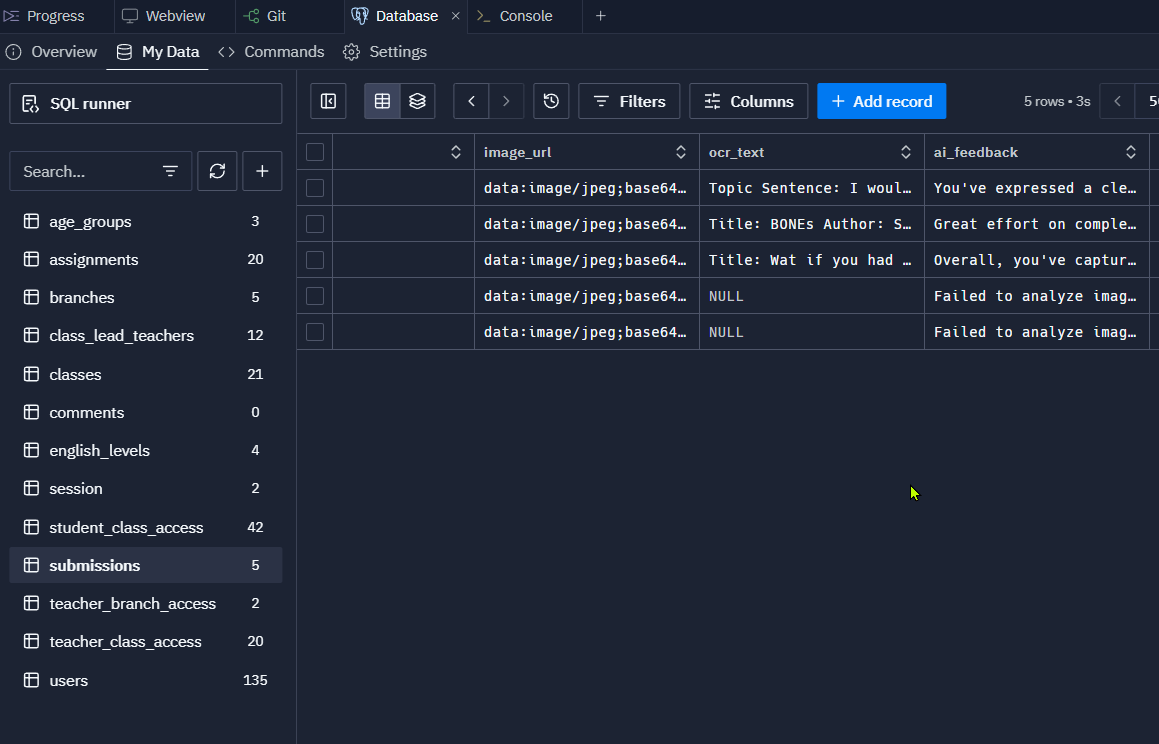 Progress Webview Git Database × Console +
Overview My Data Commands Settings
SQL runner
Filters Columns + Add record 5 rows • 3s
Search...
image_url ocr_text ai_feedback
data:image/jpeg;base64… Topic Sentence: I woul… You've expressed a cle…
data:image/jpeg;base64… Title: BONEs Author: S… Great effort on comple…
data:image/jpeg;base64… Title: Wat if you had … Overall, you've captur…
data:image/jpeg;base64… NULL Failed to analyze imag…
data:image/jpeg;base64… NULL Failed to analyze imag…
age_groups 3
assignments 20
branches 5
class_lead_teachers 12
classes 21
comments 0
english_levels 4
session 2
student_class_access 42
submissions 5
teacher_branch_access 2
teacher_class_access 20
users 135